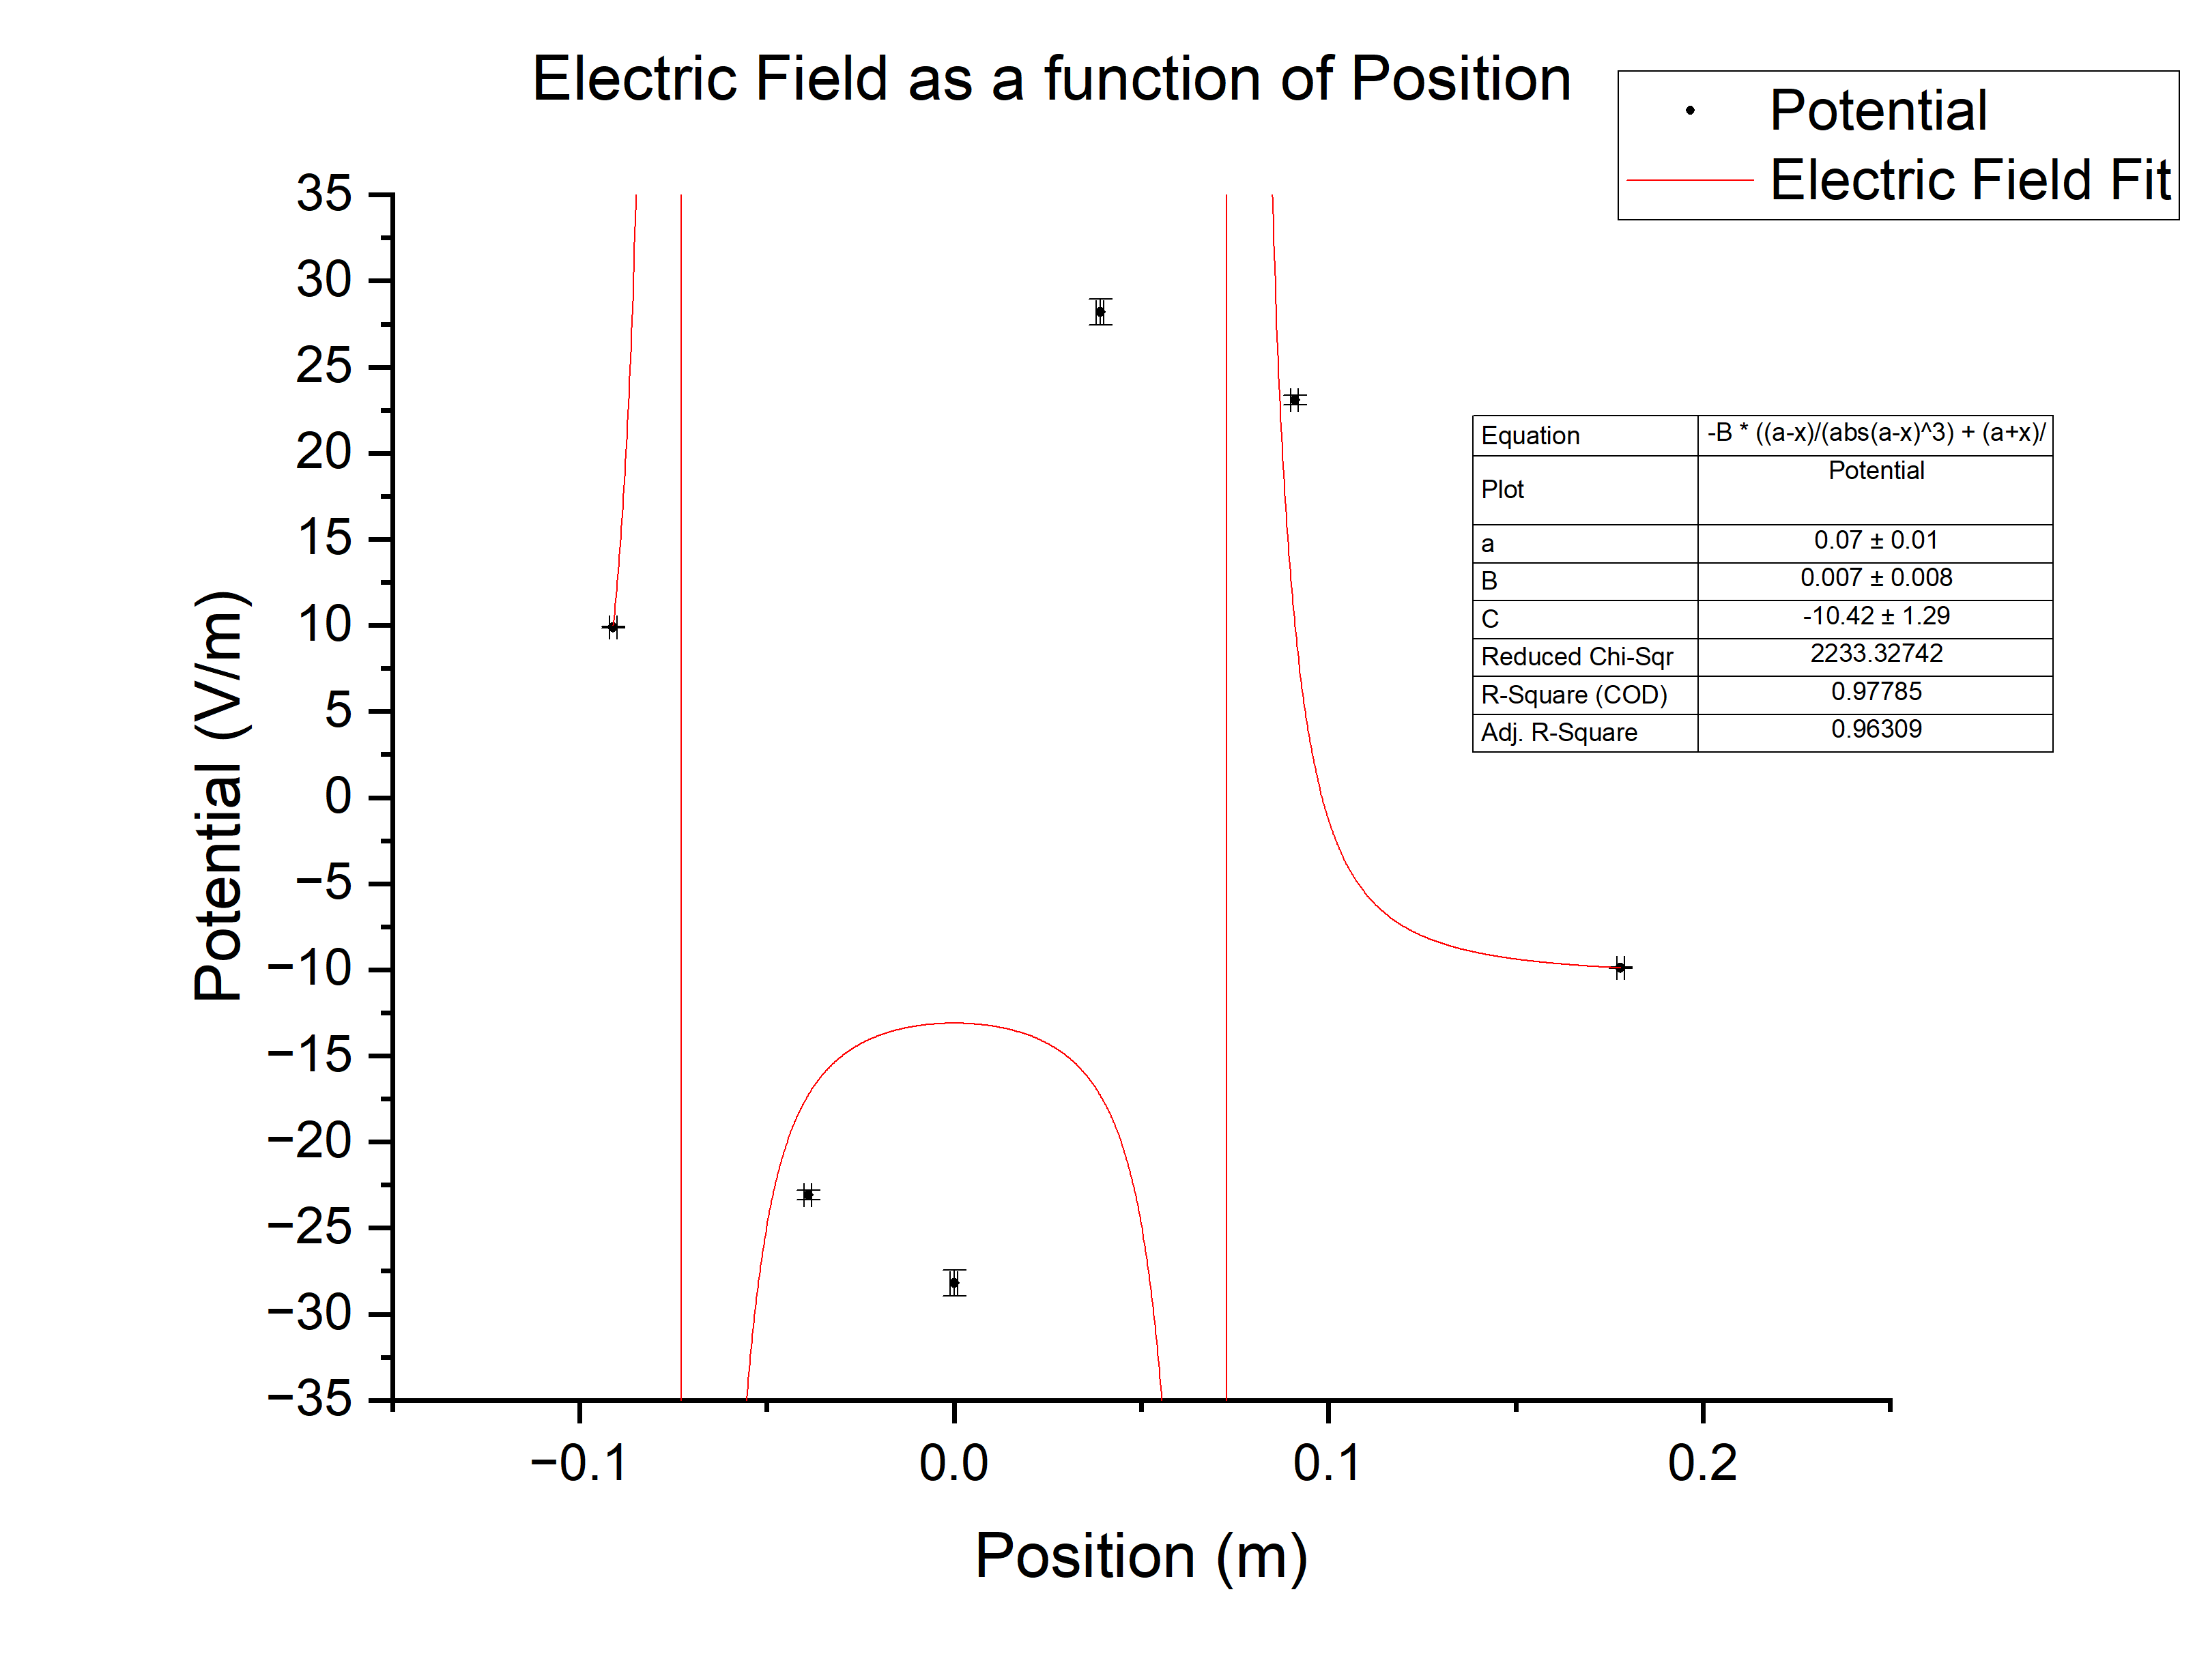 Electric Field as a function of Position
Potential
Electric Field Fit
35
30
25
20
15
10
5
0
−5
−10
−15
−20
−25
−30
−35
Potential (V/m)
−0.1 0.0 0.1 0.2
Position (m)
Equation -B * ((a-x)/(abs(a-x)^3) + (a+x)/
Plot Potential
a 0.07 ± 0.01
B 0.007 ± 0.008
C -10.42 ± 1.29
Reduced Chi-Sqr 2233.32742
R-Square (COD) 0.97785
Adj. R-Square 0.96309